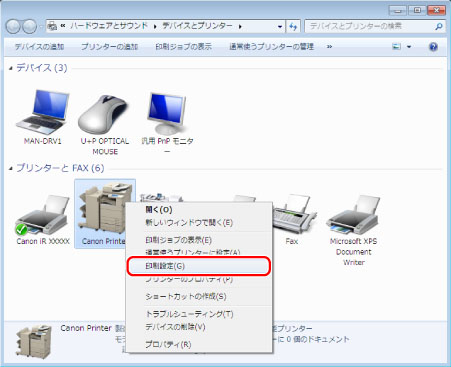 ハードウェアとサウンド ▸ デバイスとプリンター
デバイスとプリンターの検索
デバイスの追加 プリンターの追加 印刷ジョブの表示 通常使うプリンターの管理 »
デバイス (3)
MAN-DRV1
U+P OPTICAL
MOUSE
汎用 PnP モニ
ター
プリンターと FAX (6)
Canon iR XXXXX
Canon Printer
Fax
Microsoft XPS
Document
Writer
開く(O)
新しいウィンドウで開く(E)
印刷ジョブの表示(E)
通常使うプリンターに設定(A)
印刷設定(G)
プリンターのプロパティ(P)
ショートカットの作成(S)
トラブルシューティング(T)
デバイスの削除(V)
プロパティ(R)
Canon Printer
プリンター
に 0 個のドキュメント